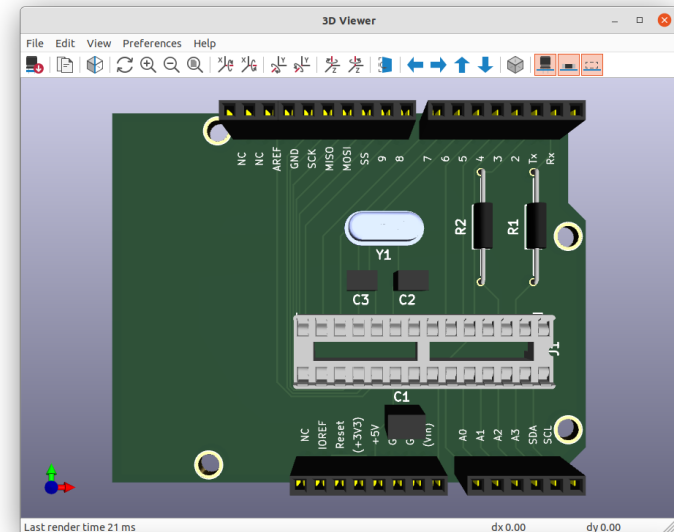 3D Viewer
File Edit View Preferences Help
NC NC AREF GND SCK MISO MOSI SS 9 8 7 6 5 4 3 2 Tx Rx
R2 R1
Y1
C3 C2
J1
C1
NC IOREF Reset (+3V3) +5V G G (Vin) A0 A1 A2 A3 SDA SCL
Last render time 21 ms dx 0.00 dy 0.00